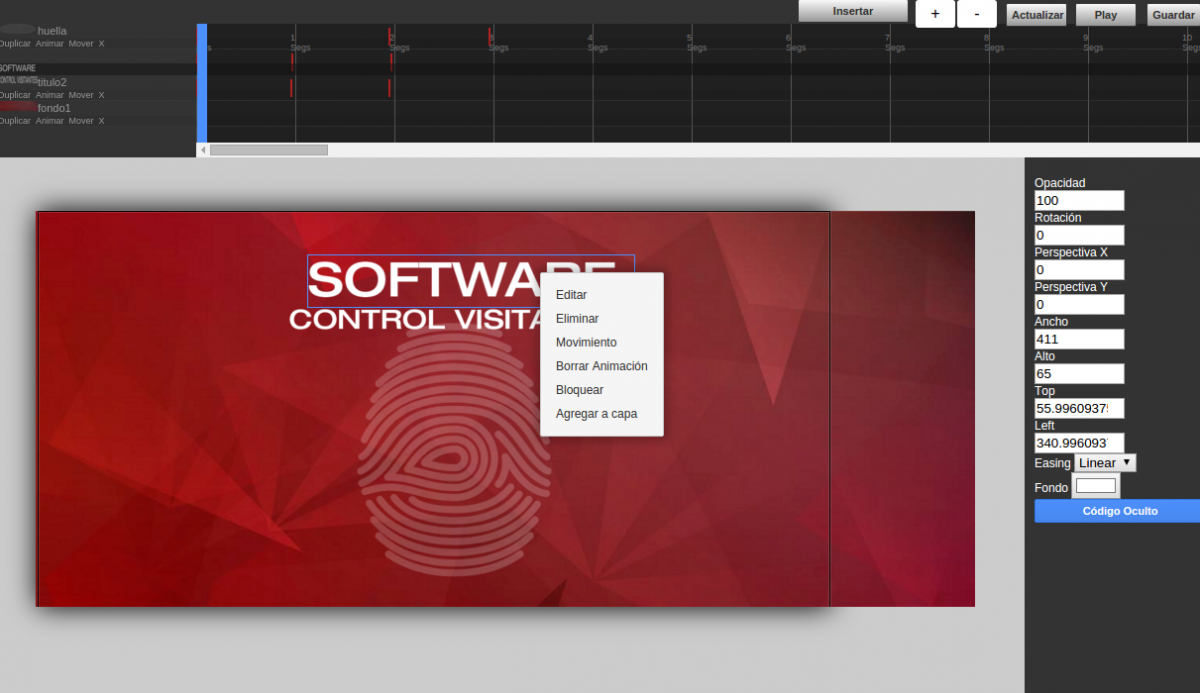 Insertar
+
-
Actualizar
Play
Guardar
huella
Duplicar Animar Mover X
1 Segs
2 Segs
3 Segs
4 Segs
5 Segs
6 Segs
7 Segs
8 Segs
9 Segs
10 Segs
SOFTWARE
titulo2
Duplicar Animar Mover X
fondo1
Duplicar Animar Mover X
SOFTWARE
CONTROL
Editar
Eliminar
Movimiento
Borrar Animación
Bloquear
Agregar a capa
Opacidad
100
Rotación
0
Perspectiva X
0
Perspectiva Y
0
Ancho
411
Alto
65
Top
55.9960937
Left
340.996093
Easing Linear
Fondo
Código Oculto